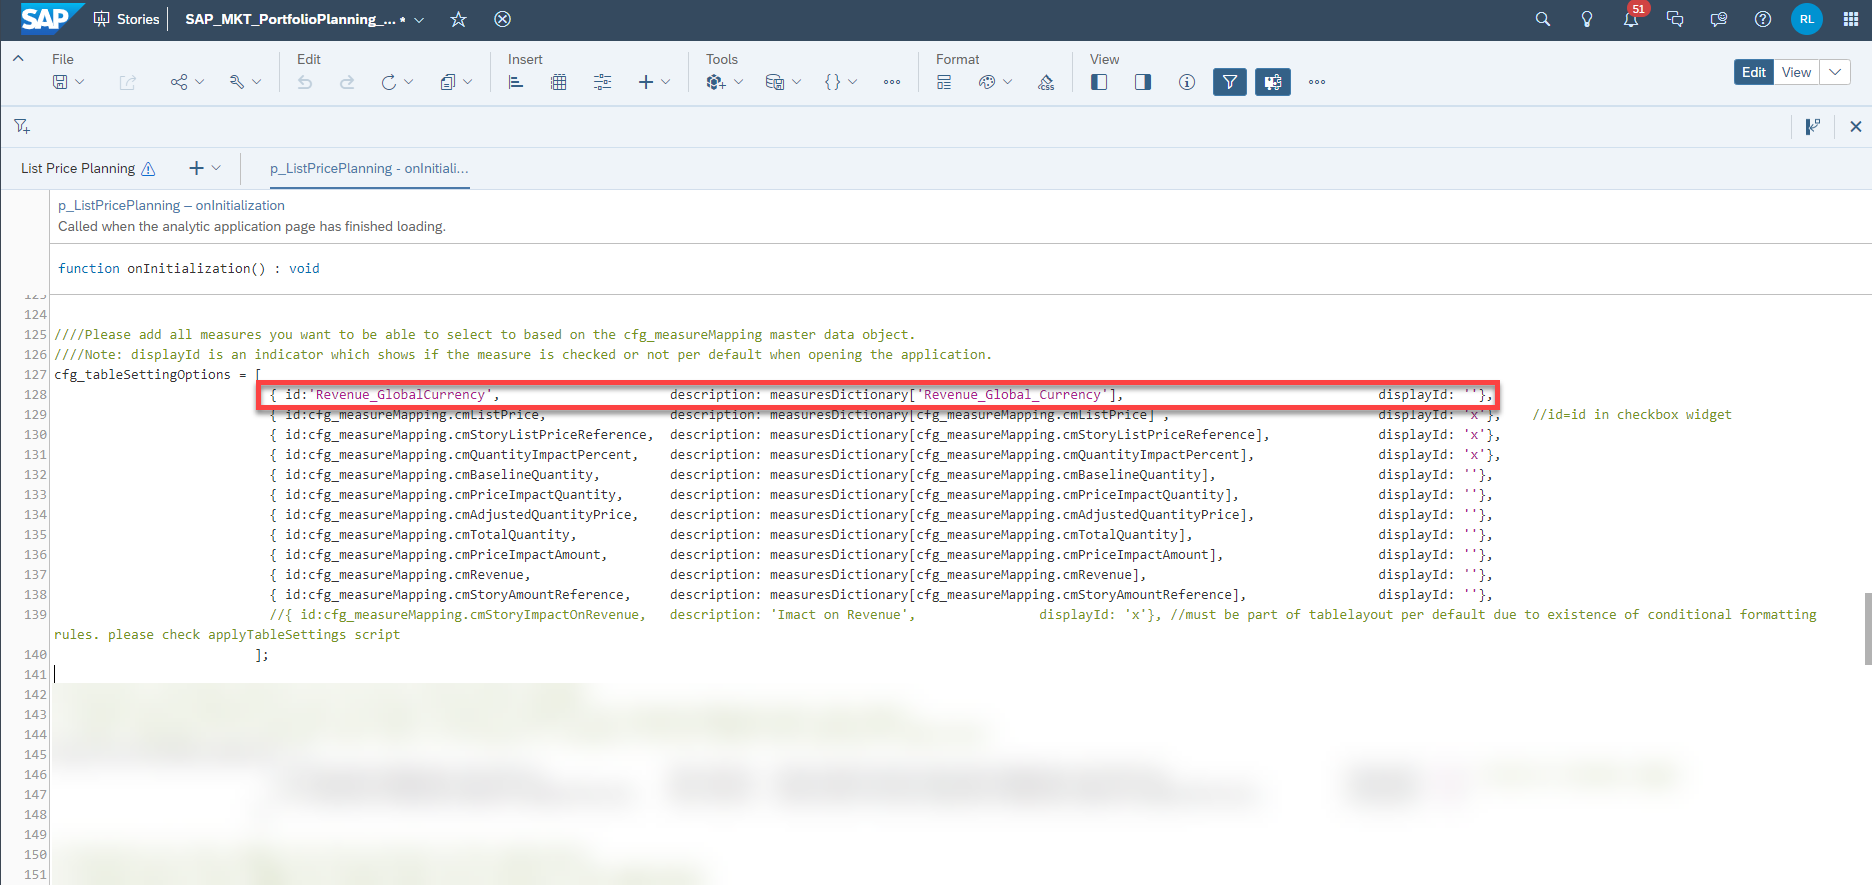 SAP Stories SAP_MKT_PortfolioPlanning_... * 51 RL
File Edit Insert Tools Format View
Edit View
List Price Planning p_ListPricePlanning - onInitiali...
p_ListPricePlanning – onInitialization
Called when the analytic application page has finished loading.
function onInitialization() : void
123
124
125 ////Please add all measures you want to be able to select to based on the cfg_measureMapping master data object.
126 ////Note: displayId is an indicator which shows if the measure is checked or not per default when opening the application.
127 cfg_tableSettingOptions = [
128 { id:'Revenue_GlobalCurrency', description: measuresDictionary['Revenue_Global_Currency'], displayId: ''},
129 { id:cfg_measureMapping.cmListPrice, description: measuresDictionary[cfg_measureMapping.cmListPrice] , displayId: 'x'}, //id=id in checkbox widget
130 { id:cfg_measureMapping.cmStoryListPriceReference, description: measuresDictionary[cfg_measureMapping.cmStoryListPriceReference], displayId: 'x'},
131 { id:cfg_measureMapping.cmQuantityImpactPercent, description: measuresDictionary[cfg_measureMapping.cmQuantityImpactPercent], displayId: 'x'},
132 { id:cfg_measureMapping.cmBaselineQuantity, description: measuresDictionary[cfg_measureMapping.cmBaselineQuantity], displayId: ''},
133 { id:cfg_measureMapping.cmPriceImpactQuantity, description: measuresDictionary[cfg_measureMapping.cmPriceImpactQuantity], displayId: ''},
134 { id:cfg_measureMapping.cmAdjustedQuantityPrice, description: measuresDictionary[cfg_measureMapping.cmAdjustedQuantityPrice], displayId: ''},
135 { id:cfg_measureMapping.cmTotalQuantity, description: measuresDictionary[cfg_measureMapping.cmTotalQuantity], displayId: ''},
136 { id:cfg_measureMapping.cmPriceImpactAmount, description: measuresDictionary[cfg_measureMapping.cmPriceImpactAmount], displayId: ''},
137 { id:cfg_measureMapping.cmRevenue, description: measuresDictionary[cfg_measureMapping.cmRevenue], displayId: ''},
138 { id:cfg_measureMapping.cmStoryAmountReference, description: measuresDictionary[cfg_measureMapping.cmStoryAmountReference], displayId: ''},
139 //{ id:cfg_measureMapping.cmStoryImpactOnRevenue, description: 'Imact on Revenue', displayId: 'x'}, //must be part of tablelayout per default due to existence of conditional formatting
rules. please check applyTableSettings script
140 ];
141
142
143
144
145
146
147
148
149
150
151